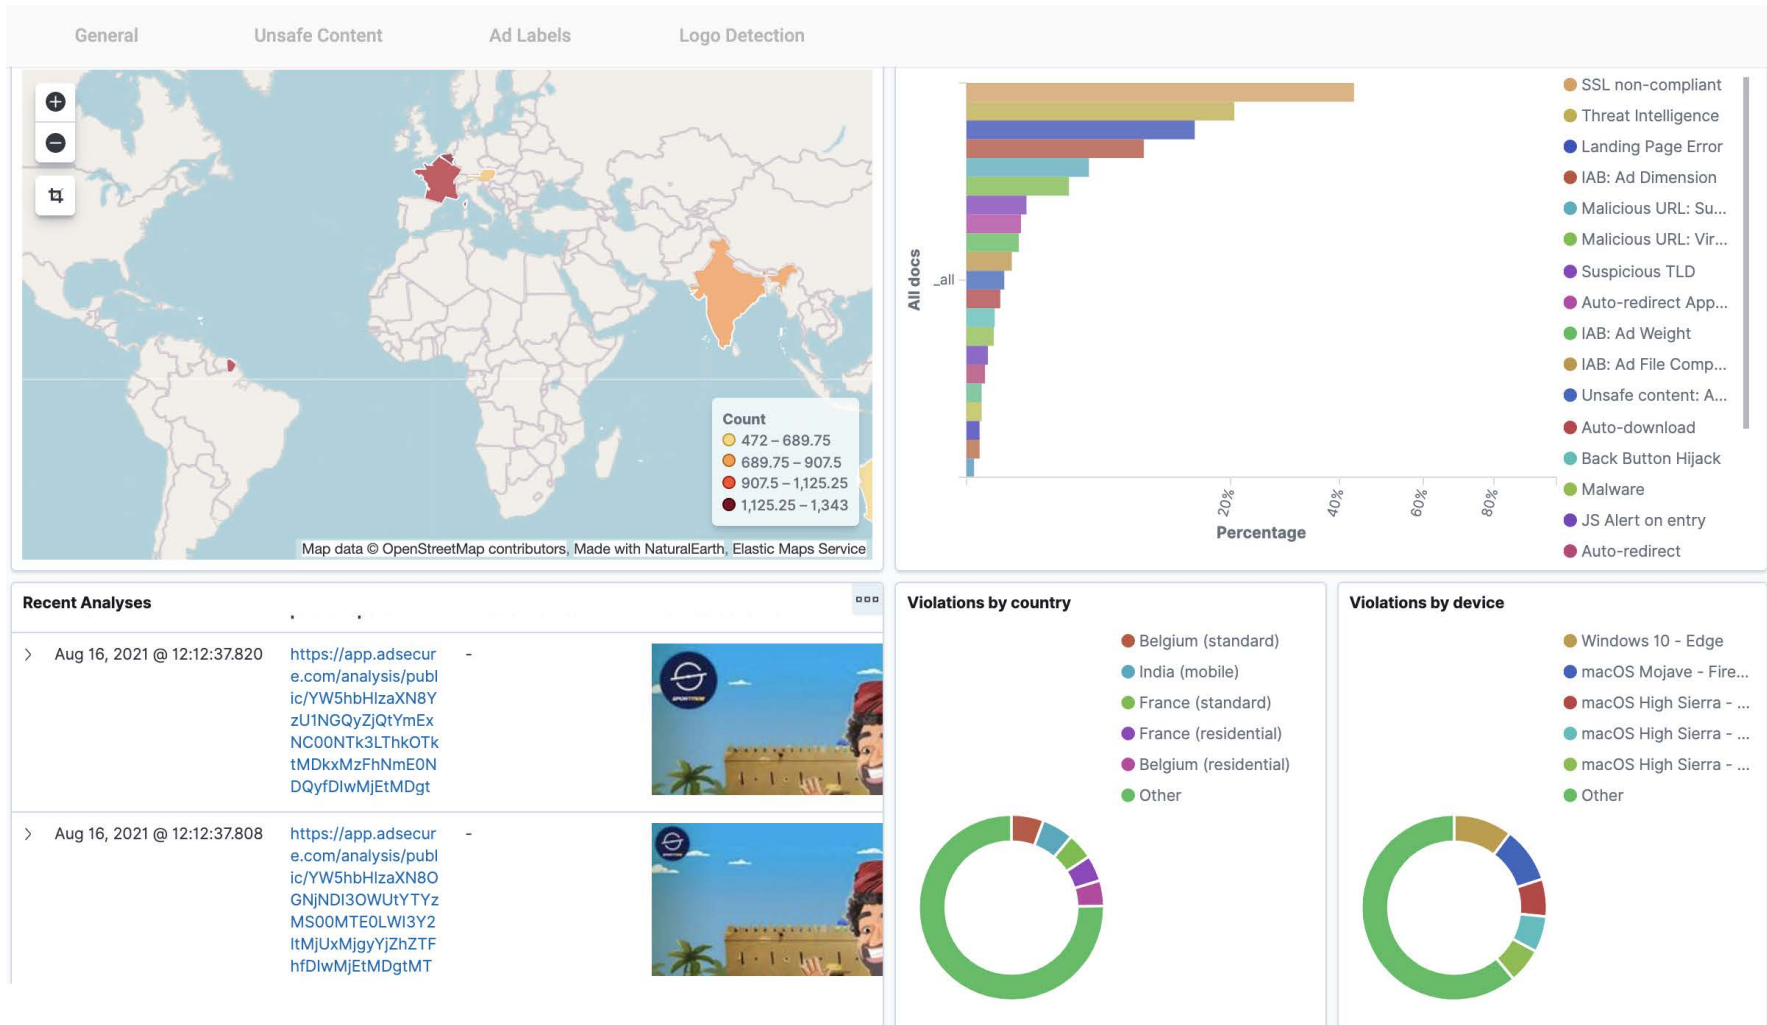 General
Unsafe Content
Ad Labels
Logo Detection
Count
472 – 689.75
689.75 – 907.5
907.5 – 1,125.25
1,125.25 – 1,343
Map data © OpenStreetMap contributors, Made with NaturalEarth, Elastic Maps Service
All docs
_all
20%
40%
60%
80%
Percentage
SSL non-compliant
Threat Intelligence
Landing Page Error
IAB: Ad Dimension
Malicious URL: Su...
Malicious URL: Vir...
Suspicious TLD
Auto-redirect App...
IAB: Ad Weight
IAB: Ad File Comp...
Unsafe content: A...
Auto-download
Back Button Hijack
Malware
JS Alert on entry
Auto-redirect
Recent Analyses
Aug 16, 2021 @ 12:12:37.820
https://app.adsecur
e.com/analysis/publ
ic/YW5hbHlzaXN8Y
zU1NGQyZjQtYmEx
NC00NTk3LThkOTk
tMDkxMzFhNmE0N
DQyfDIwMjEtMDgt
-
Aug 16, 2021 @ 12:12:37.808
https://app.adsecur
e.com/analysis/publ
ic/YW5hbHlzaXN8O
GNjNDI3OWUtYTYz
MS00MTE0LWI3Y2
ItMjUxMjgyYjZhZTF
hfDIwMjEtMDgtMT
-
Violations by country
Belgium (standard)
India (mobile)
France (standard)
France (residential)
Belgium (residential)
Other
Violations by device
Windows 10 - Edge
macOS Mojave - Fire...
macOS High Sierra - ...
macOS High Sierra - ...
macOS High Sierra - ...
Other